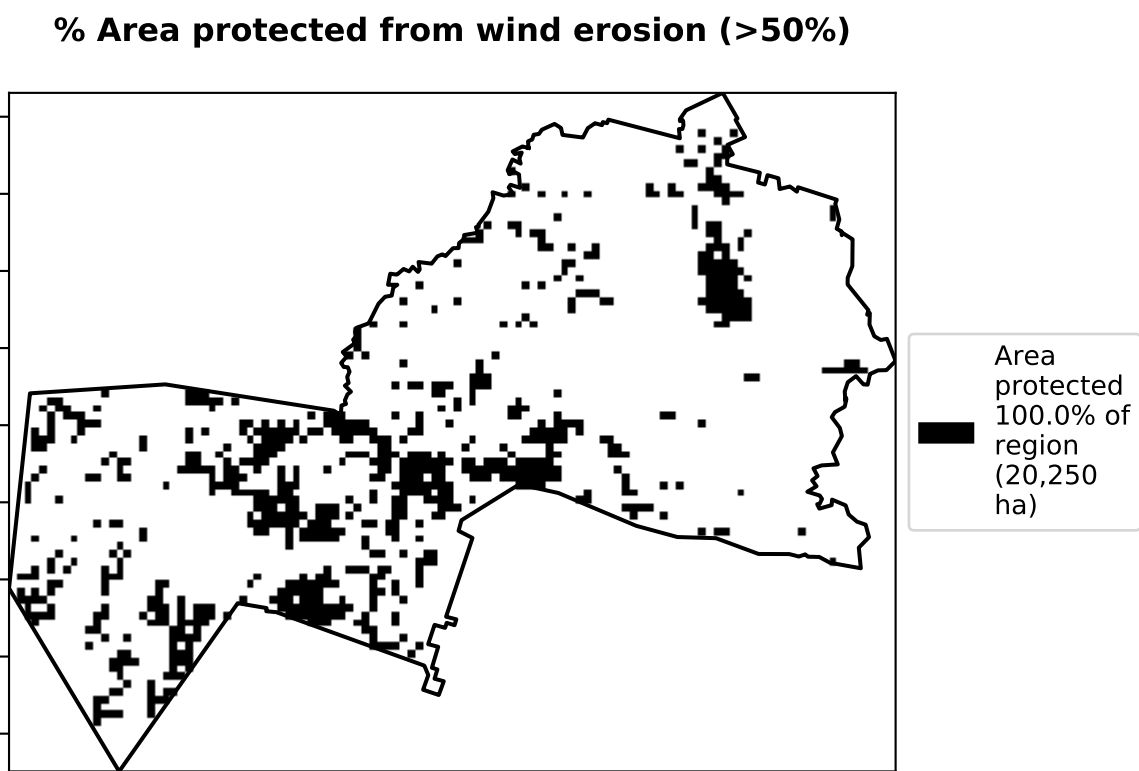 % Area protected from wind erosion (>50%)
Area
protected
100.0% of
region
(20,250
ha)